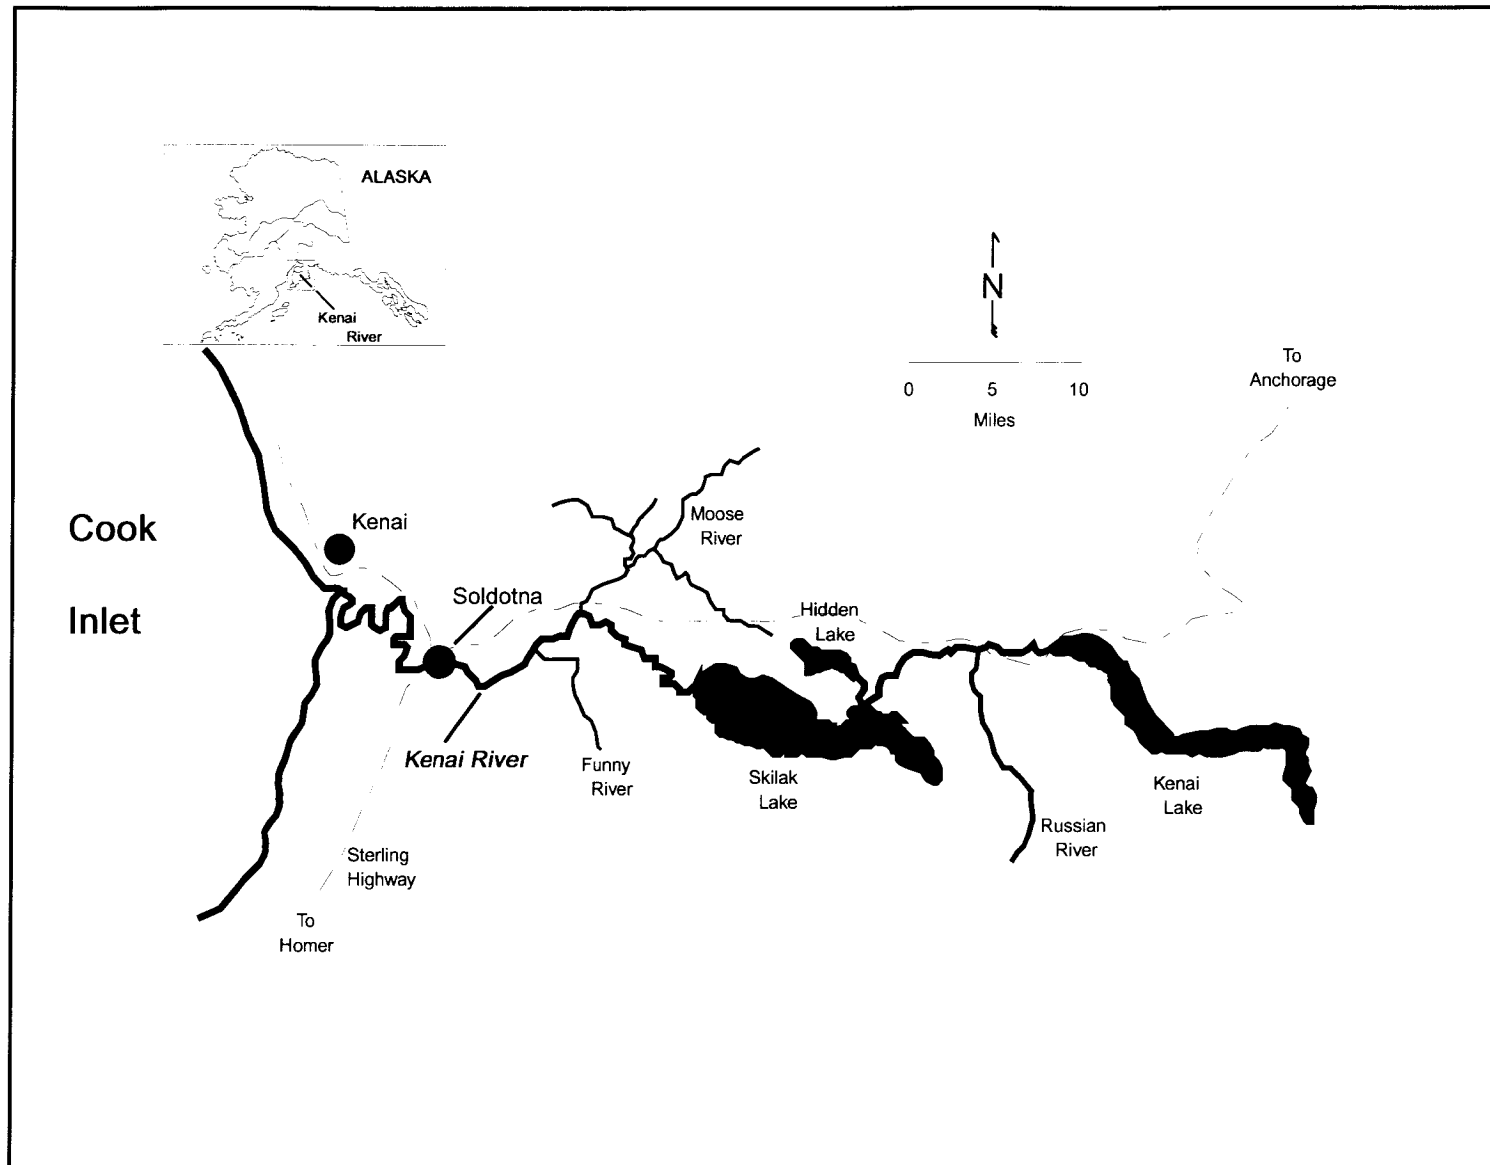 ALASKA
Kenai
River
N
0 5 10
Miles
To
Anchorage
Cook
Inlet
Kenai
Soldotna
Moose
River
Hidden
Lake
Kenai River
Funny
River
Skilak
Lake
Kenai
Lake
Russian
River
Sterling
Highway
To
Homer